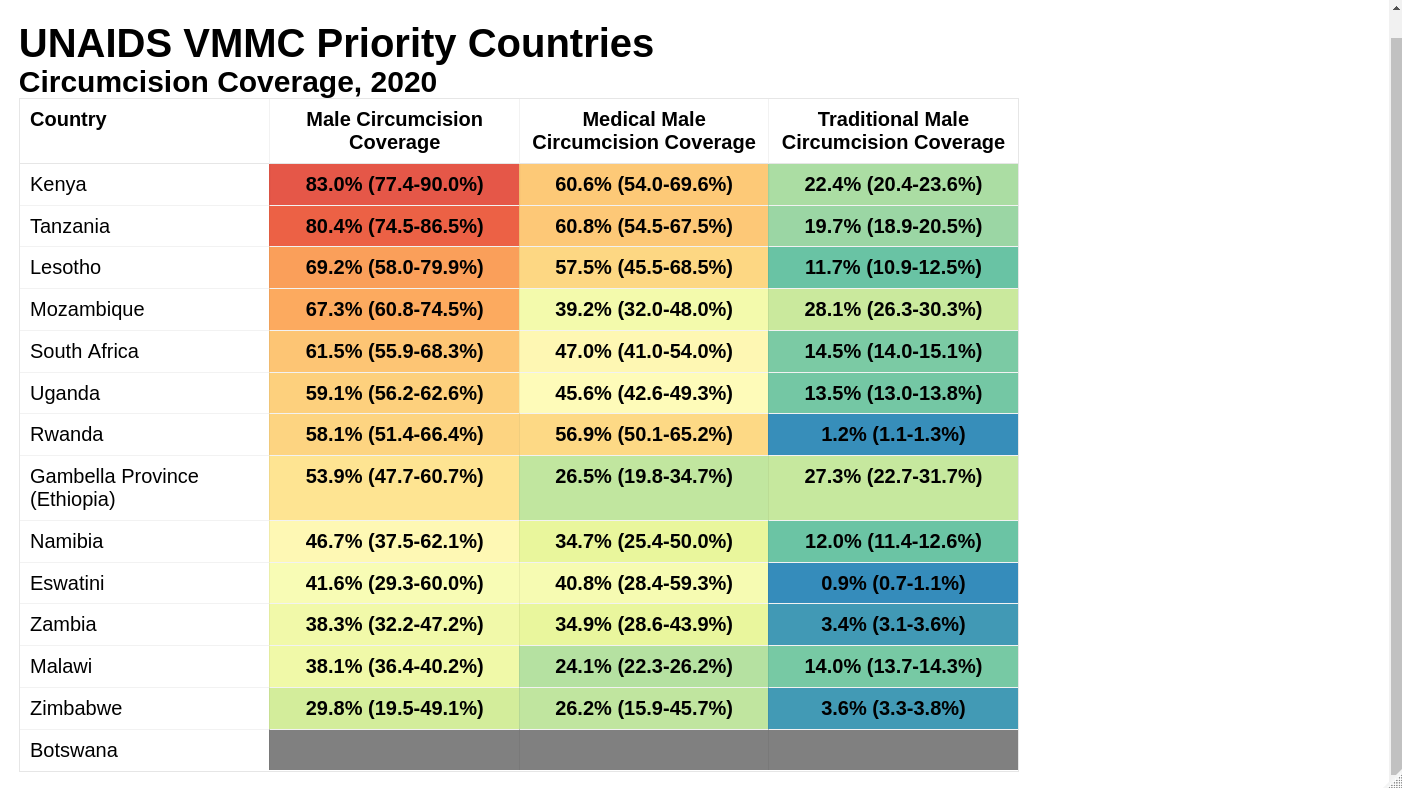 UNAIDS VMMC Priority Countries
Circumcision Coverage, 2020
Country Male Circumcision Coverage Medical Male Circumcision Coverage Traditional Male Circumcision Coverage
Kenya 83.0% (77.4-90.0%) 60.6% (54.0-69.6%) 22.4% (20.4-23.6%)
Tanzania 80.4% (74.5-86.5%) 60.8% (54.5-67.5%) 19.7% (18.9-20.5%)
Lesotho 69.2% (58.0-79.9%) 57.5% (45.5-68.5%) 11.7% (10.9-12.5%)
Mozambique 67.3% (60.8-74.5%) 39.2% (32.0-48.0%) 28.1% (26.3-30.3%)
South Africa 61.5% (55.9-68.3%) 47.0% (41.0-54.0%) 14.5% (14.0-15.1%)
Uganda 59.1% (56.2-62.6%) 45.6% (42.6-49.3%) 13.5% (13.0-13.8%)
Rwanda 58.1% (51.4-66.4%) 56.9% (50.1-65.2%) 1.2% (1.1-1.3%)
Gambella Province (Ethiopia) 53.9% (47.7-60.7%) 26.5% (19.8-34.7%) 27.3% (22.7-31.7%)
Namibia 46.7% (37.5-62.1%) 34.7% (25.4-50.0%) 12.0% (11.4-12.6%)
Eswatini 41.6% (29.3-60.0%) 40.8% (28.4-59.3%) 0.9% (0.7-1.1%)
Zambia 38.3% (32.2-47.2%) 34.9% (28.6-43.9%) 3.4% (3.1-3.6%)
Malawi 38.1% (36.4-40.2%) 24.1% (22.3-26.2%) 14.0% (13.7-14.3%)
Zimbabwe 29.8% (19.5-49.1%) 26.2% (15.9-45.7%) 3.6% (3.3-3.8%)
Botswana